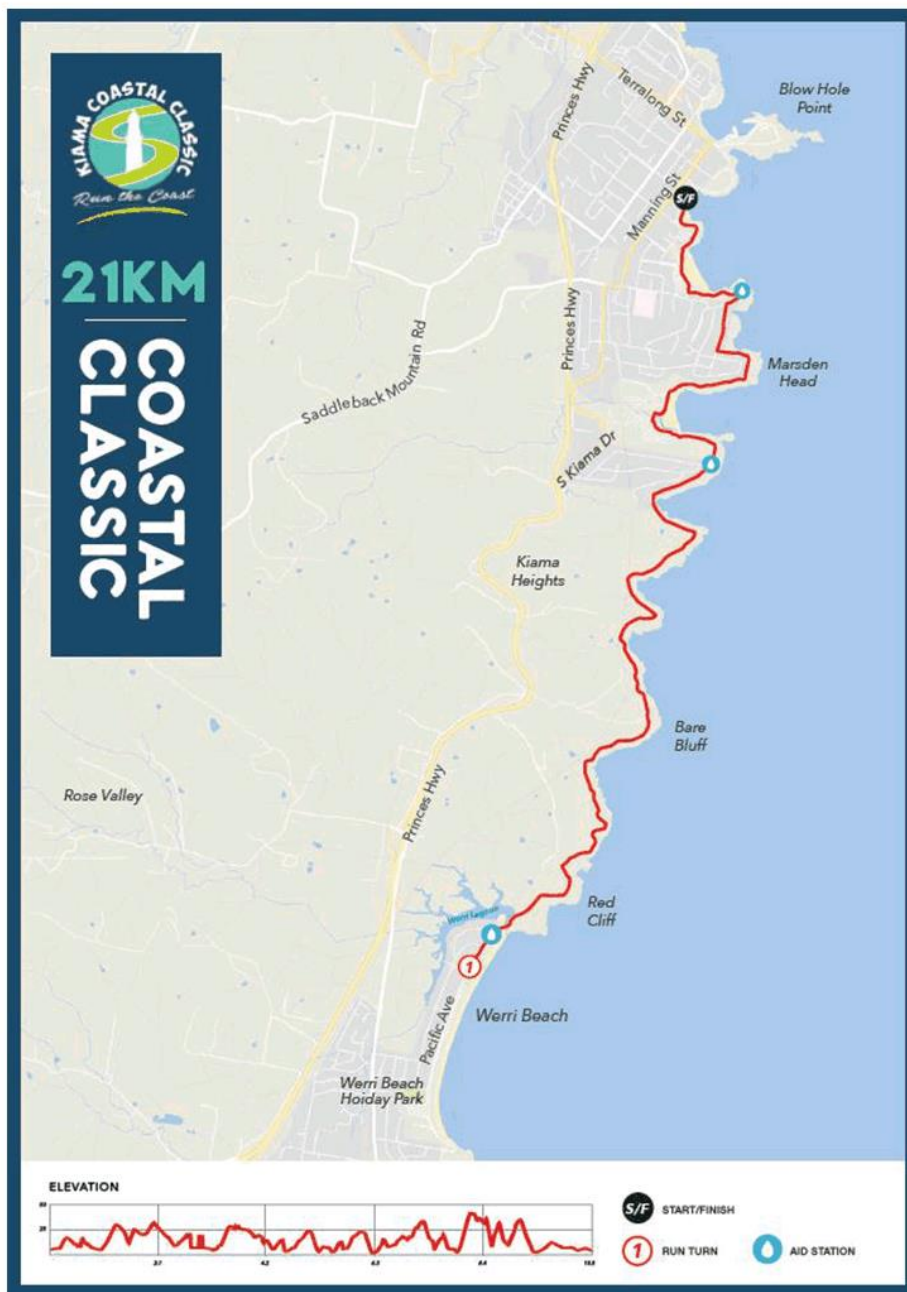 KIAMA COASTAL CLASSIC
Run the Coast
21KM
COASTAL
CLASSIC
Blow Hole
Point
Terralong St
Princes Hwy
Manning St
S/F
Princes Hwy
Saddleback Mountain Rd
Marsden
Head
S Kiama Dr
Kiama
Heights
Bare
Bluff
Rose Valley
Princes Hwy
Red
Cliff
Werri Lagoon
1
Werri Beach
Pacific Ave
Werri Beach
Hoiday Park
ELEVATION
S/F START/FINISH
1 RUN TURN
AID STATION